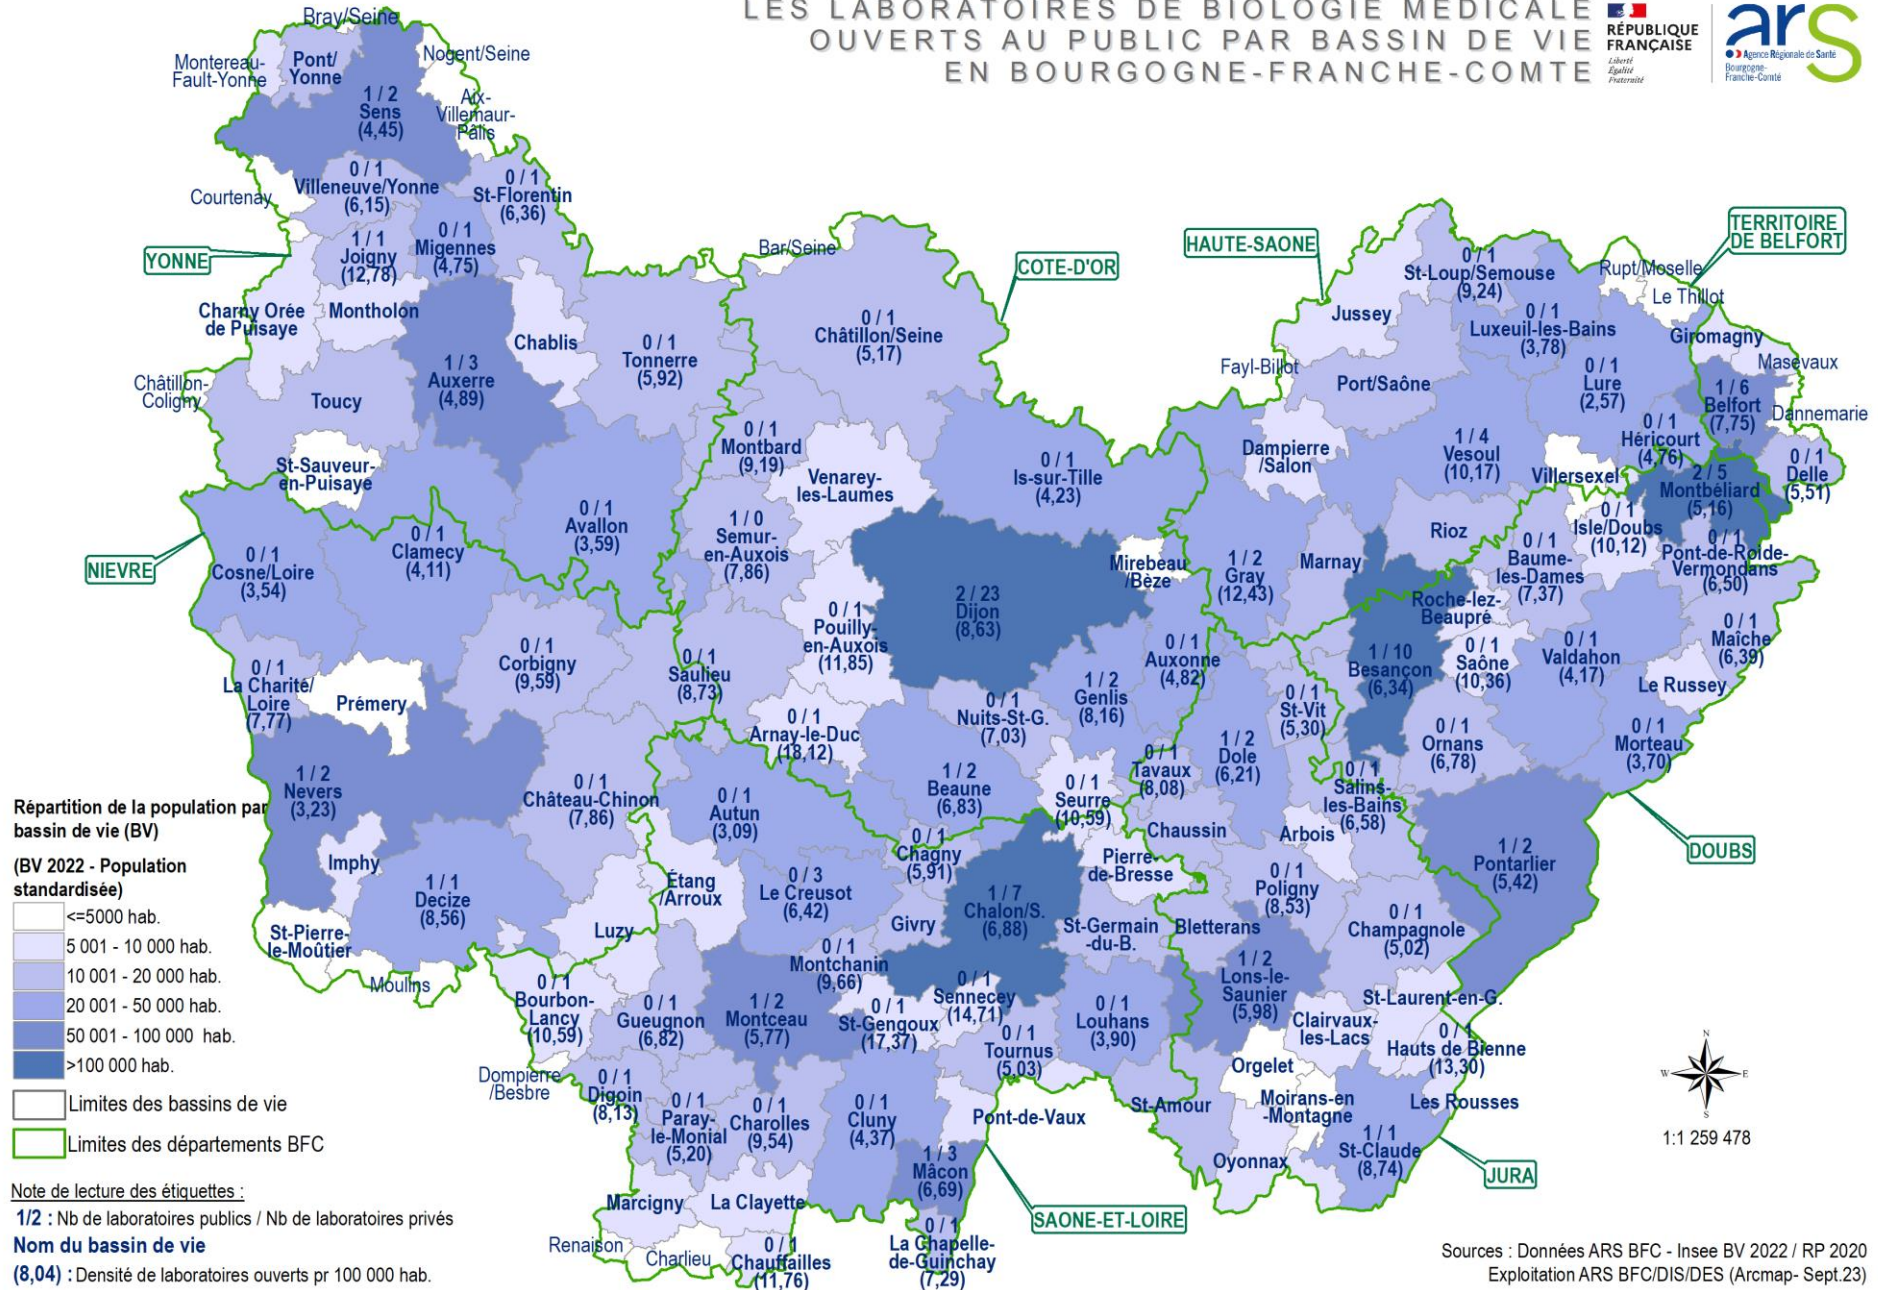 LES LABORATOIRES DE BIOLOGIE MEDICALE
OUVERTS AU PUBLIC PAR BASSIN DE VIE
EN BOURGOGNE-FRANCHE-COMTE
RÉPUBLIQUE
FRANÇAISE
Liberté
Égalité
Fraternité
ars
Agence Régionale de Santé
Bourgogne-
Franche-Comté
Bray/Seine
Montereau-
Fault-Yonne
Pont/
Yonne
Nogent/Seine
1 / 2
Sens
(4,45)
Aix-
Villemaur-
Pâlis
Courtenay
0 / 1
Villeneuve/Yonne
(6,15)
0 / 1
St-Florentin
(6,36)
YONNE
1 / 1
Joigny
(12,78)
0 / 1
Migennes
(4,75)
Charny Orée
de Puisaye
Montholon
Chablis
0 / 1
Tonnerre
(5,92)
Châtillon-
Coligny
Toucy
1 / 3
Auxerre
(4,89)
St-Sauveur-
en-Puisaye
0 / 1
Avallon
(3,59)
Bar/Seine
COTE-D'OR
0 / 1
Châtillon/Seine
(5,17)
0 / 1
Montbard
(9,19)
Venarey-
les-Laumes
0 / 1
Is-sur-Tille
(4,23)
1 / 0
Semur-
en-Auxois
(7,86)
2 / 23
Dijon
(8,63)
Mirebeau
/Bèze
0 / 1
Pouilly-
en-Auxois
(11,85)
0 / 1
Saulieu
(8,73)
0 / 1
Auxonne
(4,82)
1 / 2
Genlis
(8,16)
0 / 1
Nuits-St-G.
(7,03)
0 / 1
Arnay-le-Duc
(18,12)
1 / 2
Beaune
(6,83)
0 / 1
Seurre
(10,59)
HAUTE-SAONE
TERRITOIRE
DE BELFORT
0 / 1
St-Loup/Semouse
(9,24)
Rupt/Moselle
Le Thillot
Jussey
0 / 1
Luxeuil-les-Bains
(3,78)
Giromagny
Masevaux
Fayl-Billot
Port/Saône
0 / 1
Lure
(2,57)
1 / 6
Belfort
(7,75)
Dannemarie
Dampierre
/Salon
1 / 4
Vesoul
(10,17)
0 / 1
Héricourt
(4,76)
0 / 1
Delle
(5,51)
Villersexel
2 / 5
Montbéliard
(5,16)
Rioz
0 / 1
Isle/Doubs
(10,12)
0 / 1
Pont-de-Roide-
Vermondans
(6,50)
1 / 2
Gray
(12,43)
Marnay
0 / 1
Baume-
les-Dames
(7,37)
Roche-lez-
Beaupré
0 / 1
Maîche
(6,39)
1 / 10
Besançon
(6,34)
0 / 1
Saône
(10,36)
0 / 1
Valdahon
(4,17)
Le Russey
0 / 1
St-Vit
(5,30)
0 / 1
Ornans
(6,78)
0 / 1
Morteau
(3,70)
1 / 2
Pontarlier
(5,42)
DOUBS
NIEVRE
0 / 1
Cosne/Loire
(3,54)
0 / 1
Clamecy
(4,11)
0 / 1
La Charité/
Loire
(7,77)
Prémery
0 / 1
Corbigny
(9,59)
1 / 2
Nevers
(3,23)
0 / 1
Château-Chinon
(7,86)
Imphy
1 / 1
Decize
(8,56)
St-Pierre-
le-Moûtier
Luzy
Moulins
0 / 1
Autun
(3,09)
Étang
/Arroux
0 / 3
Le Creusot
(6,42)
0 / 1
Chagny
(5,91)
1 / 7
Chalon/S.
(6,88)
Pierre-
de-Bresse
Givry
St-Germain
-du-B.
0 / 1
Montchanin
(9,66)
0 / 1
Bourbon-
Lancy
(10,59)
0 / 1
Gueugnon
(6,82)
1 / 2
Montceau
(5,77)
0 / 1
St-Gengoux
(17,37)
0 / 1
Sennecey
(14,71)
0 / 1
Tournus
(5,03)
0 / 1
Louhans
(3,90)
Dompierre
/Besbre
0 / 1
Digoin
(8,13)
0 / 1
Paray-
le-Monial
(5,20)
0 / 1
Charolles
(9,54)
0 / 1
Cluny
(4,37)
Pont-de-Vaux
1 / 3
Mâcon
(6,69)
Marcigny
La Clayette
Renaison
Charlieu
0 / 1
Chauffailles
(11,76)
0 / 1
La Chapelle-
de-Guinchay
(7,29)
SAONE-ET-LOIRE
0 / 1
Tavaux
(8,08)
1 / 2
Dole
(6,21)
0 / 1
Salins-
les-Bains
(6,58)
Chaussin
Arbois
0 / 1
Poligny
(8,53)
0 / 1
Champagnole
(5,02)
Bletterans
1 / 2
Lons-le-
Saunier
(5,98)
St-Laurent-en-G.
Clairvaux-
les-Lacs
0 / 1
Hauts de Bienne
(13,30)
Orgelet
Moirans-en
-Montagne
Les Rousses
St-Amour
1 / 1
St-Claude
(8,74)
Oyonnax
JURA
Répartition de la population par
bassin de vie (BV)
(BV 2022 - Population
standardisée)
<=5000 hab.
5 001 - 10 000 hab.
10 001 - 20 000 hab.
20 001 - 50 000 hab.
50 001 - 100 000 hab.
>100 000 hab.
Limites des bassins de vie
Limites des départements BFC
Note de lecture des étiquettes :
1/2 : Nb de laboratoires publics / Nb de laboratoires privés
Nom du bassin de vie
(8,04) : Densité de laboratoires ouverts pr 100 000 hab.
N
W E
S
1:1 259 478
Sources : Données ARS BFC - Insee BV 2022 / RP 2020
Exploitation ARS BFC/DIS/DES (Arcmap- Sept.23)